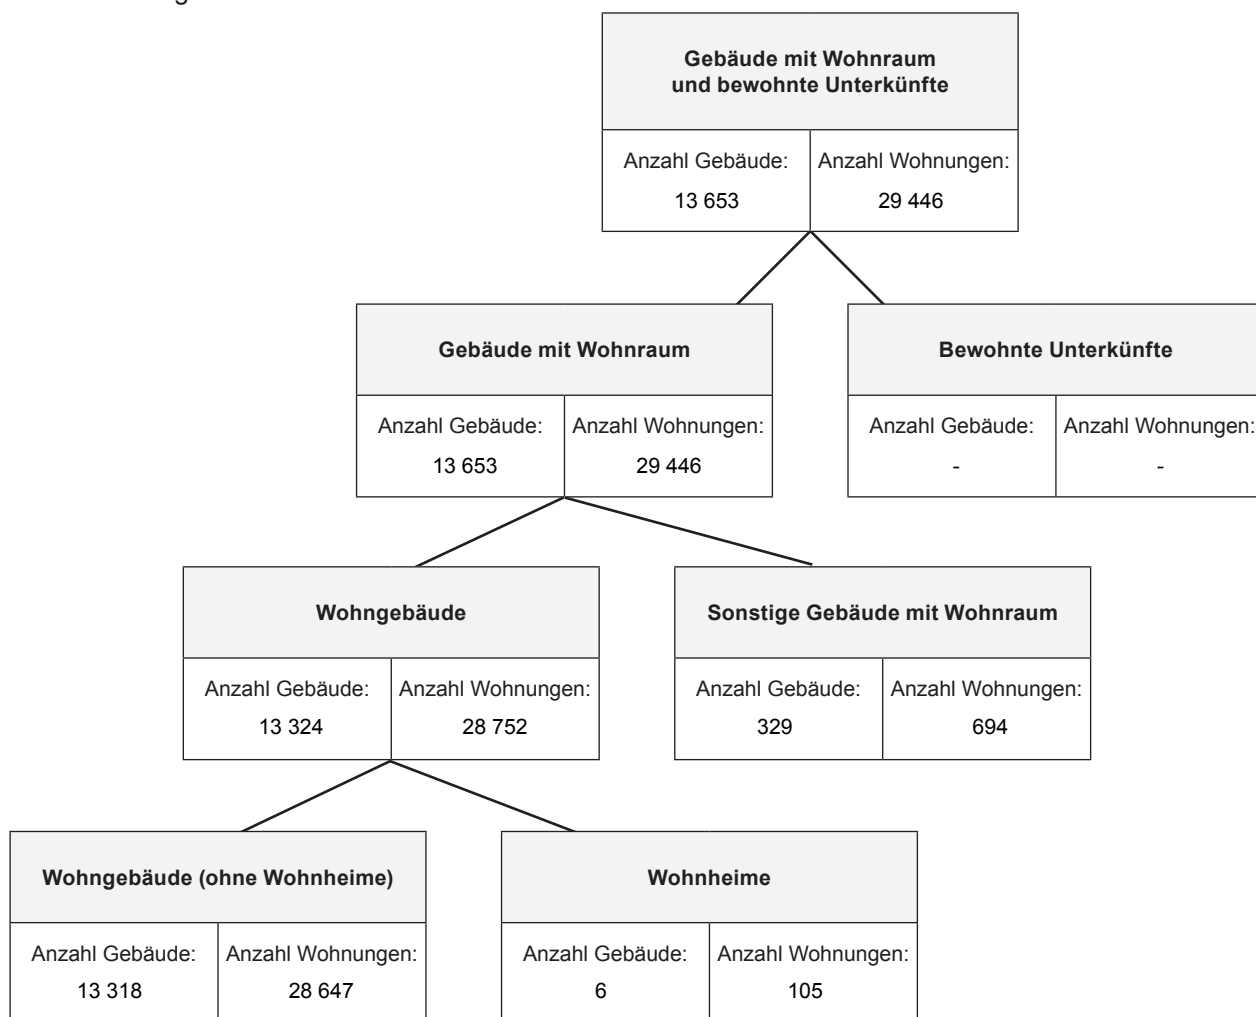 Gebäude mit Wohnraum
und bewohnte Unterkünfte
Anzahl Gebäude: Anzahl Wohnungen:
13 653 29 446
Gebäude mit Wohnraum Bewohnte Unterkünfte
Anzahl Gebäude: Anzahl Wohnungen: Anzahl Gebäude: Anzahl Wohnungen:
13 653 29 446 - -
Wohngebäude Sonstige Gebäude mit Wohnraum
Anzahl Gebäude: Anzahl Wohnungen: Anzahl Gebäude: Anzahl Wohnungen:
13 324 28 752 329 694
Wohngebäude (ohne Wohnheime) Wohnheime
Anzahl Gebäude: Anzahl Wohnungen: Anzahl Gebäude: Anzahl Wohnungen:
13 318 28 647 6 105